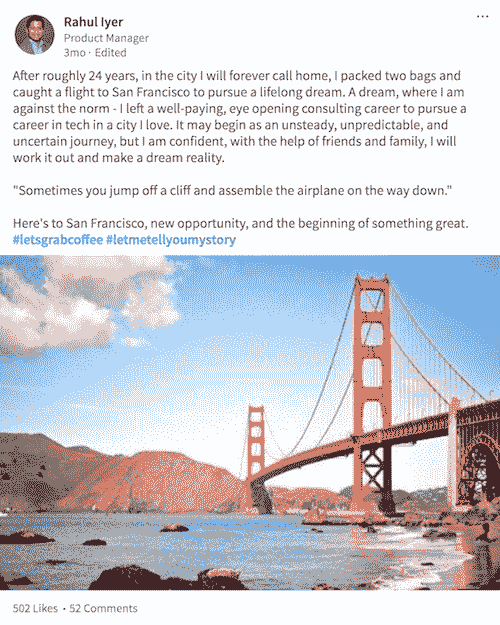 Rahul Iyer
Product Manager
3mo · Edited
After roughly 24 years, in the city I will forever call home, I packed two bags and
caught a flight to San Francisco to pursue a lifelong dream. A dream, where I am
against the norm - I left a well-paying, eye opening consulting career to pursue a
career in tech in a city I love. It may begin as an unsteady, unpredictable, and
uncertain journey, but I am confident, with the help of friends and family, I will
work it out and make a dream reality.
"Sometimes you jump off a cliff and assemble the airplane on the way down."
Here's to San Francisco, new opportunity, and the beginning of something great.
#letsgrabcoffee #letmetellyoumystory
502 Likes • 52 Comments